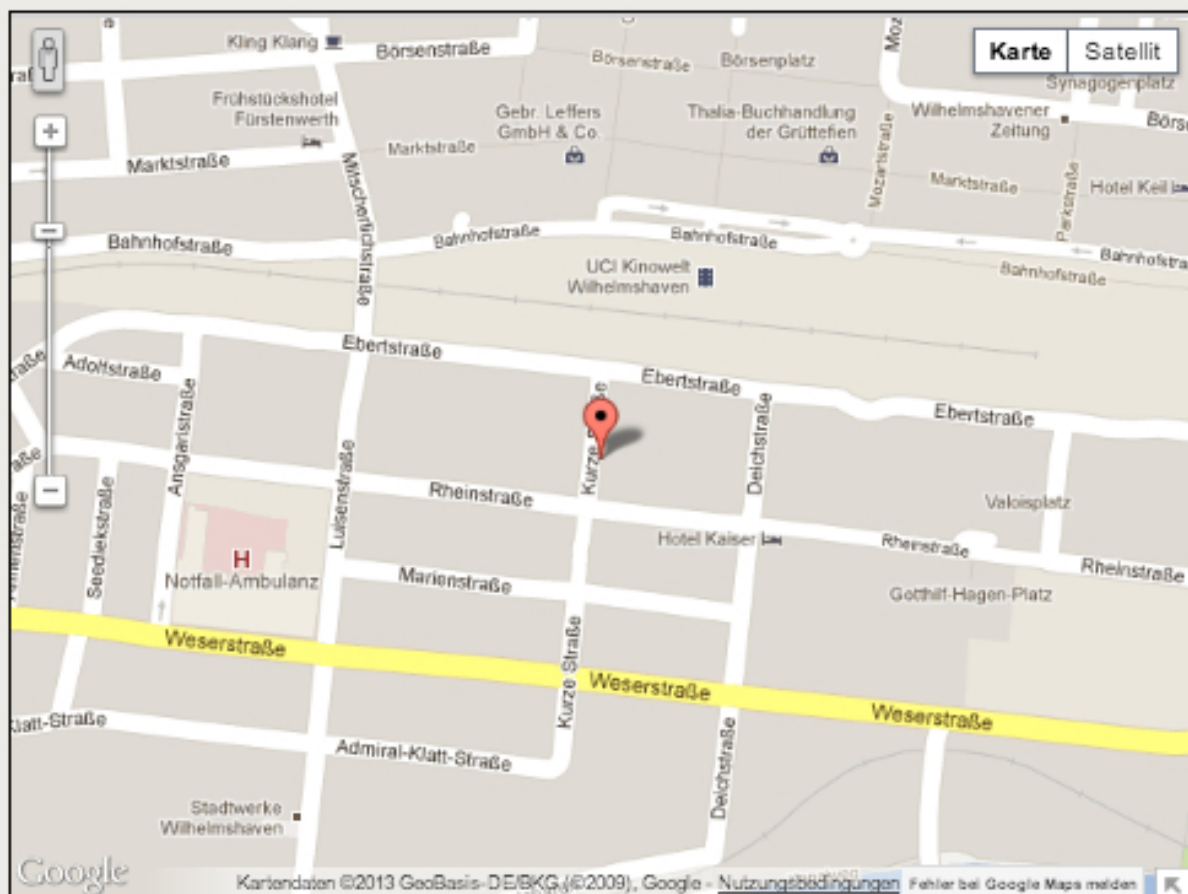 Kling Klang
Börsenstraße
Börsenstraße
Börsenplatz
Karte
Satellit
Synagogenplatz
Frühstückshotel
Fürstenwerth
Gebr. Leffers
GmbH & Co.
Thalia-Buchhandlung
der Grüttefien
Wilhelmshavener
Zeitung
Marktstraße
Marktstraße
Mitscherlichstraße
Mozartstraße
Marktstraße
Parkstraße
Hotel Keil
Bahnhofstraße
Bahnhofstraße
Bahnhofstraße
Bahnhofstraße
Bahnhofstraße
UCI Kinowelt
Wilhelmshaven
Ebertstraße
Ebertstraße
Ebertstraße
Adolfstraße
Ansgaristraße
Luisenstraße
Kurze
Deichstraße
Rheinstraße
Valoisplatz
Seediekstraße
Hotel Kaiser
Rheinstraße
Rheinstraße
H
Notfall-Ambulanz
Marienstraße
Gotthilf-Hagen-Platz
Weserstraße
Kurze Straße
Weserstraße
Weserstraße
Klatt-Straße
Admiral-Klatt-Straße
Deichstraße
Stadtwerke
Wilhelmshaven
Google
Kartendaten ©2013 GeoBasis-DE/BKG (©2009), Google - Nutzungsbedingungen
Fehler bei Google Maps melden